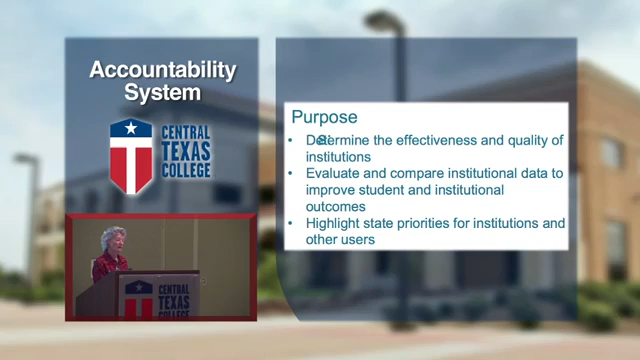 Accountability
System
CENTRAL
TEXAS
COLLEGE
CENTRAL
TEXAS
COLLEGE
Purpose
• Determine the effectiveness and quality of
institutions
• Evaluate and compare institutional data to
improve student and institutional
outcomes
• Highlight state priorities for institutions and
other users